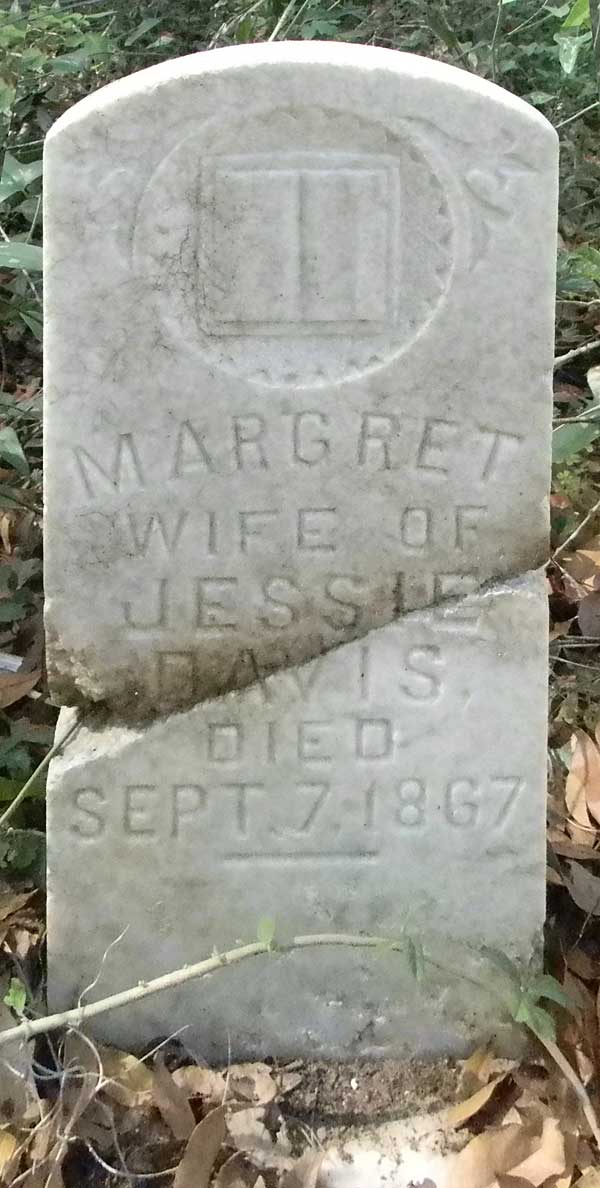 MARGRET
WIFE OF
JESSIE
DAVIS,
DIED
SEPT. 7, 1867